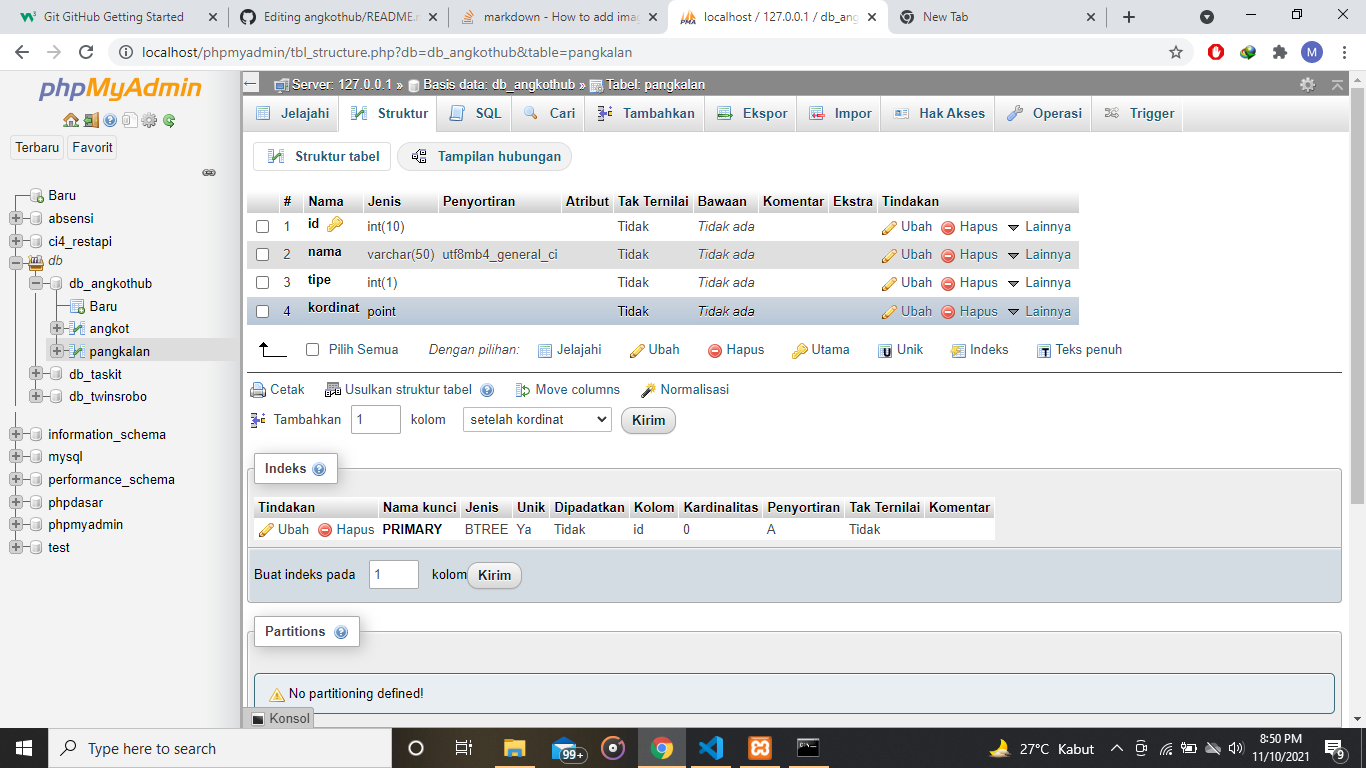 Git GitHub Getting Started
Editing angkothub/README.r
markdown - How to add imag
localhost / 127.0.0.1 / db_ang
New Tab
localhost/phpmyadmin/tbl_structure.php?db=db_angkothub&table=pangkalan
M
phpMyAdmin
Terbaru Favorit
Baru
absensi
ci4_restapi
db
db_angkothub
Baru
angkot
pangkalan
db_taskit
db_twinsrobo
information_schema
mysql
performance_schema
phpdasar
phpmyadmin
test
Server: 127.0.0.1 » Basis data: db_angkothub » Tabel: pangkalan
Jelajahi Struktur SQL Cari Tambahkan Ekspor Impor Hak Akses Operasi Trigger
Struktur tabel Tampilan hubungan
# Nama Jenis Penyortiran Atribut Tak Ternilai Bawaan Komentar Ekstra Tindakan
1 id int(10) Tidak Tidak ada Ubah Hapus Lainnya
2 nama varchar(50) utf8mb4_general_ci Tidak Tidak ada Ubah Hapus Lainnya
3 tipe int(1) Tidak Tidak ada Ubah Hapus Lainnya
4 kordinat point Tidak Tidak ada Ubah Hapus Lainnya
Pilih Semua Dengan pilihan: Jelajahi Ubah Hapus Utama Unik Indeks Teks penuh
Cetak Usulkan struktur tabel Move columns Normalisasi
Tambahkan 1 kolom setelah kordinat Kirim
Indeks
Tindakan Nama kunci Jenis Unik Dipadatkan Kolom Kardinalitas Penyortiran Tak Ternilai Komentar
Ubah Hapus PRIMARY BTREE Ya Tidak id 0 A Tidak
Buat indeks pada 1 kolom Kirim
Partitions
No partitioning defined!
Konsol
Type here to search
99+
27°C Kabut
8:50 PM
11/10/2021
9